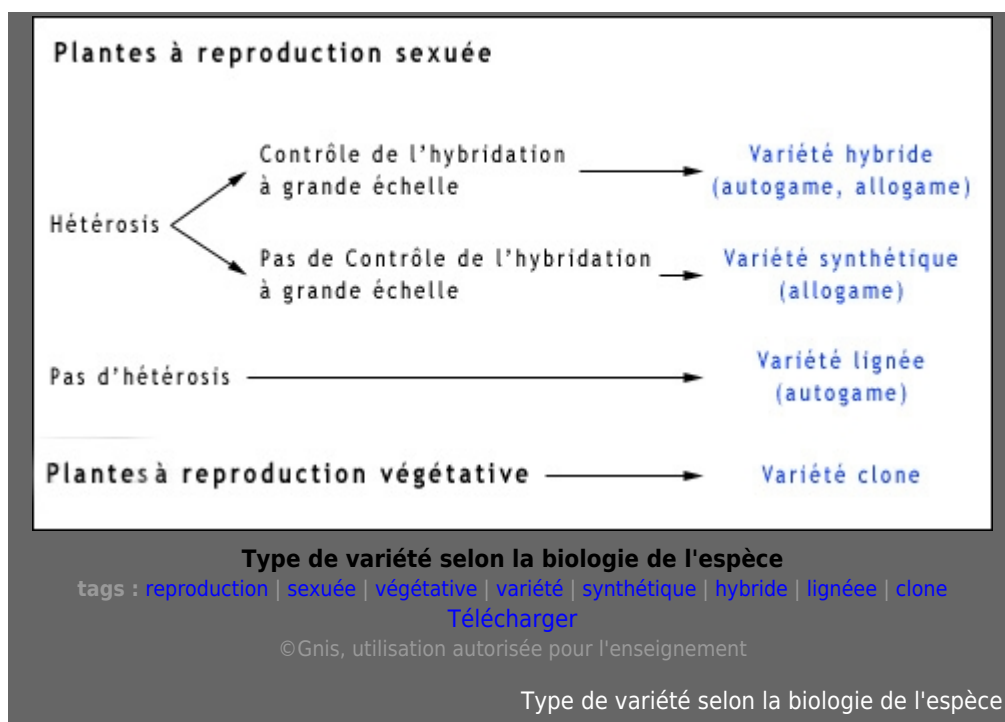 Plantes à reproduction sexuée
Contrôle de l'hybridation
à grande échelle
Variété hybride
(autogame, allogame)
Hétérosis
Pas de Contrôle de l'hybridation
à grande échelle
Variété synthétique
(allogame)
Pas d'hétérosis
Variété lignée
(autogame)
Plantes à reproduction végétative
Variété clone
Type de variété selon la biologie de l'espèce
tags : reproduction | sexuée | végétative | variété | synthétique | hybride | lignéee | clone
Télécharger
©Gnis, utilisation autorisée pour l'enseignement
Type de variété selon la biologie de l'espèce